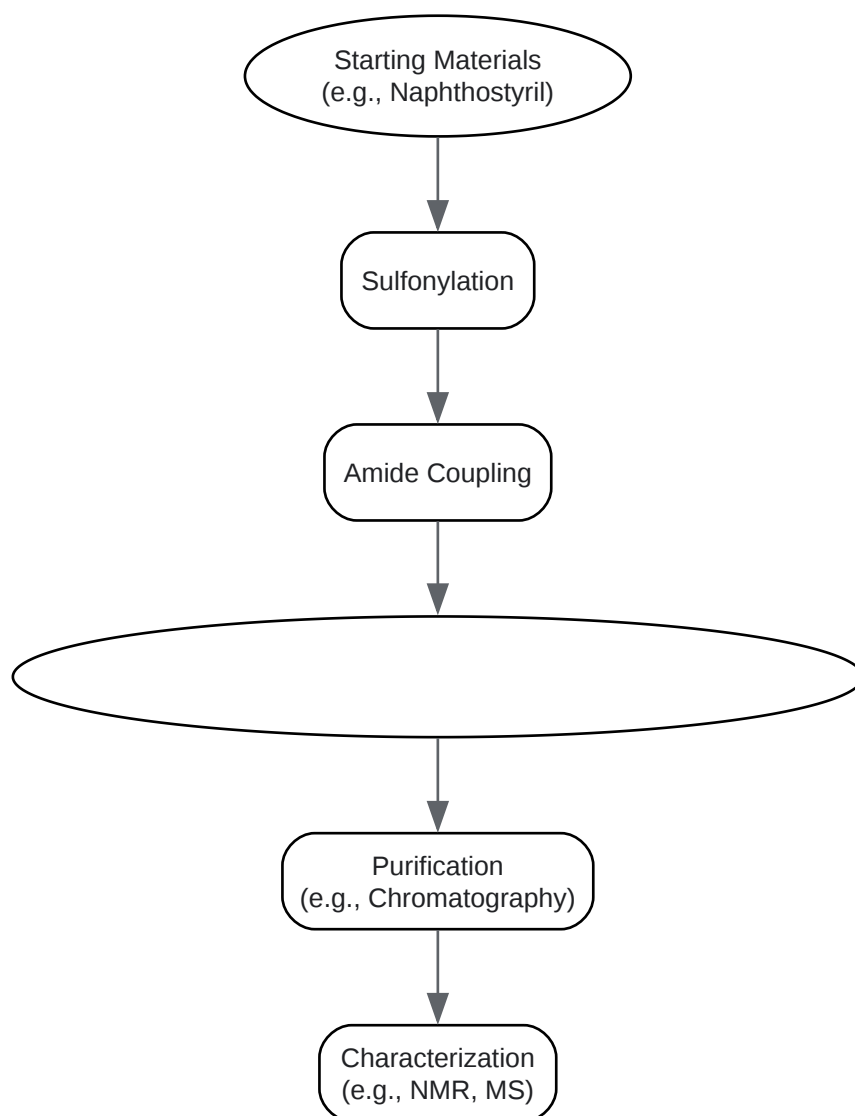 Starting Materials
(e.g., Naphthostyril)
Sulfonylation
Amide Coupling
Purification
(e.g., Chromatography)
Characterization
(e.g., NMR, MS)